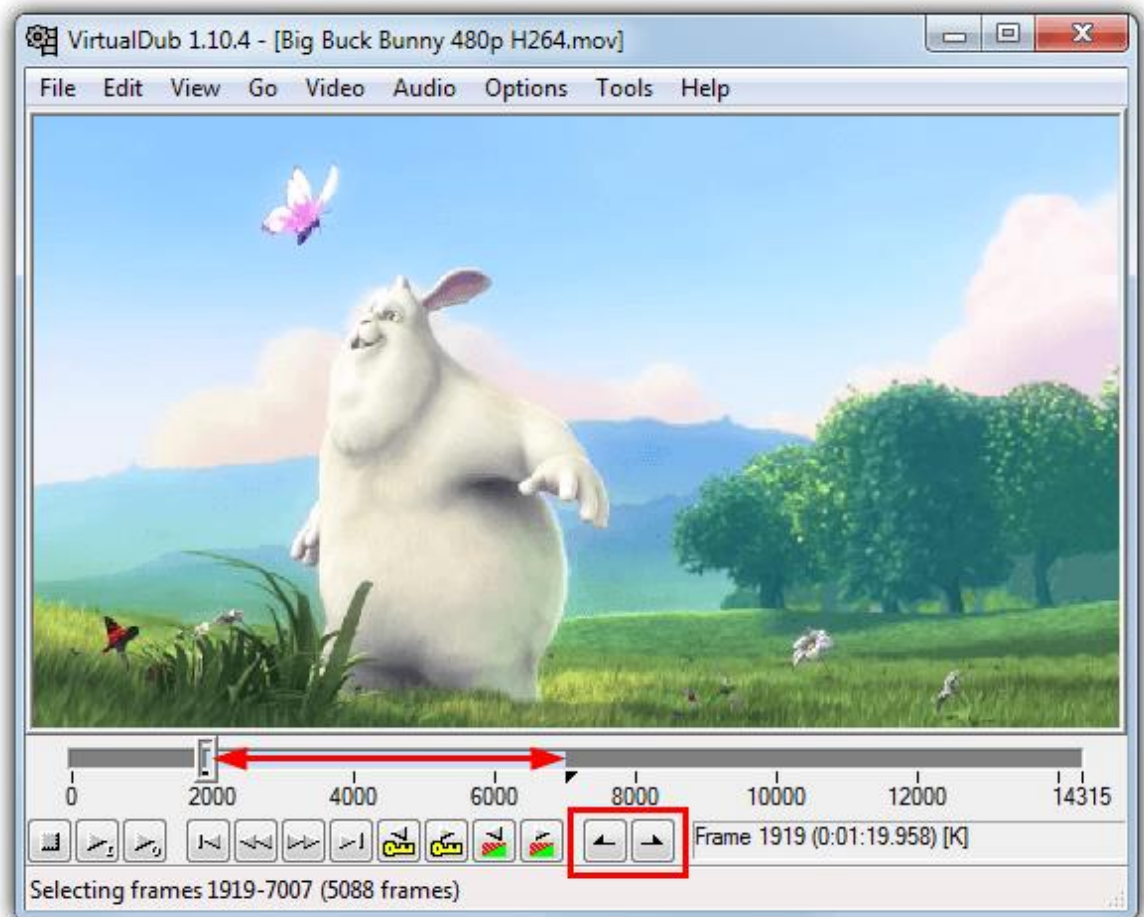 VirtualDub 1.10.4 - [Big Buck Bunny 480p H264.mov]
File Edit View Go Video Audio Options Tools Help
0 2000 4000 6000 8000 10000 12000 14315
Frame 1919 (0:01:19.958) [K]
Selecting frames 1919-7007 (5088 frames)